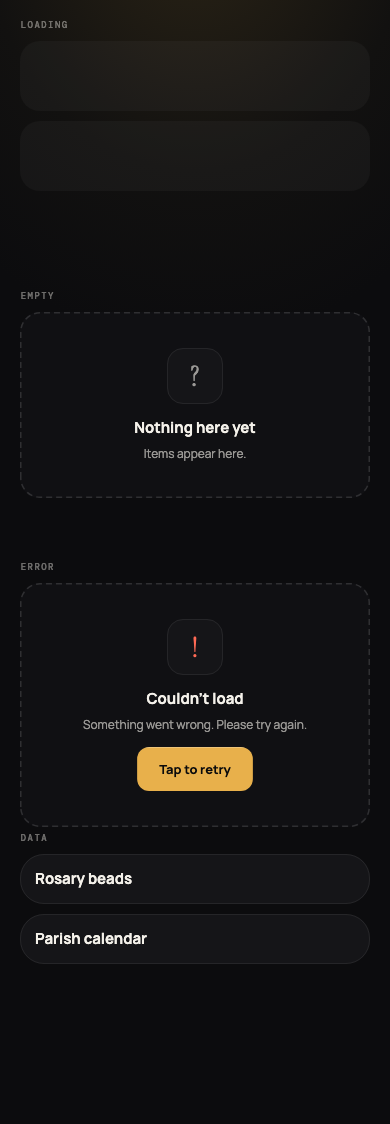 LOADING
EMPTY
?
Nothing here yet
Items appear here.
ERROR
!
Couldn't load
Something went wrong. Please try again.
Tap to retry
DATA
Rosary beads
Parish calendar